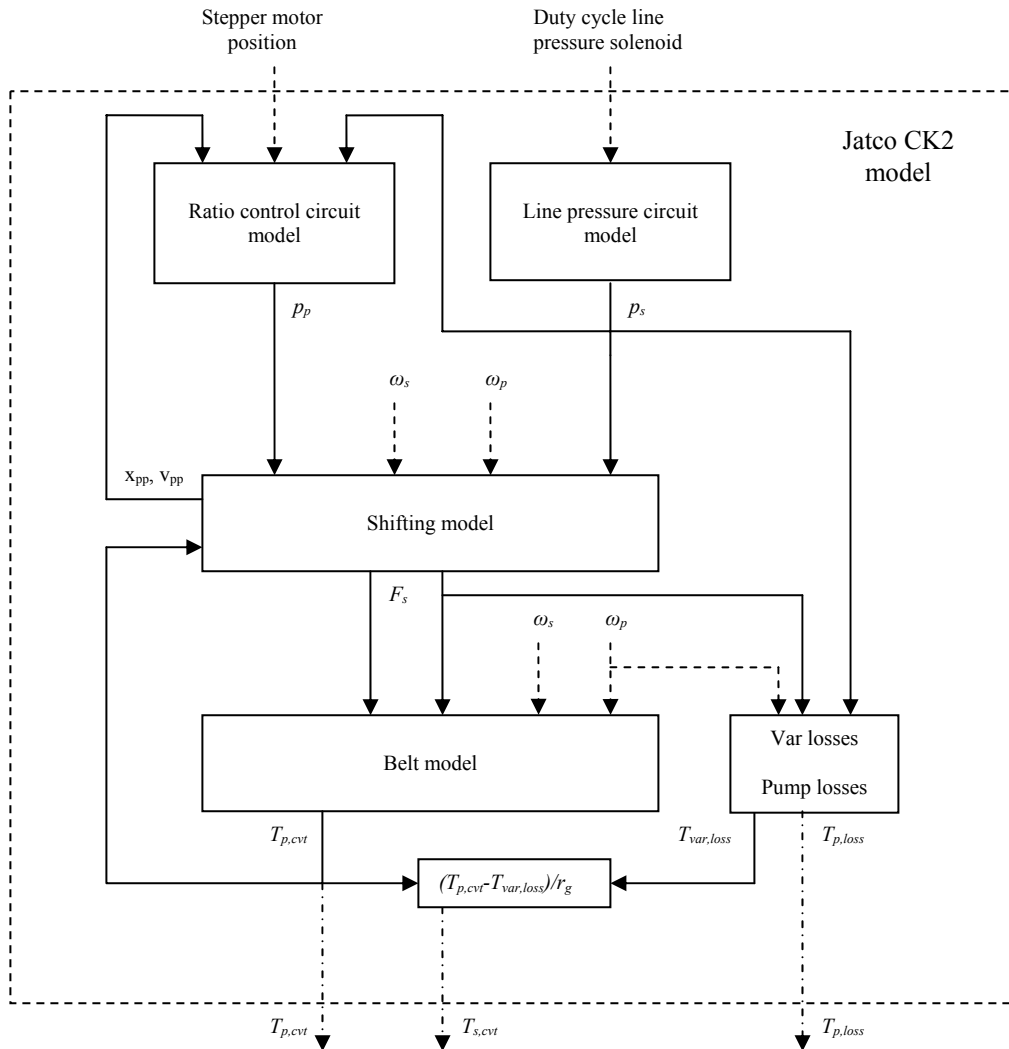 Stepper motor
position
Duty cycle line
pressure solenoid
Jatco CK2
model
Ratio control circuit
model
Line pressure circuit
model
p_p
p_s
ω_s
ω_p
x_pp, v_pp
Shifting model
F_s
ω_s
ω_p
Belt model
Var losses
Pump losses
T_p,cvt
T_var,loss
T_p,loss
(T_p,cvt-T_var,loss)/r_g
T_p,cvt
T_s,cvt
T_p,loss